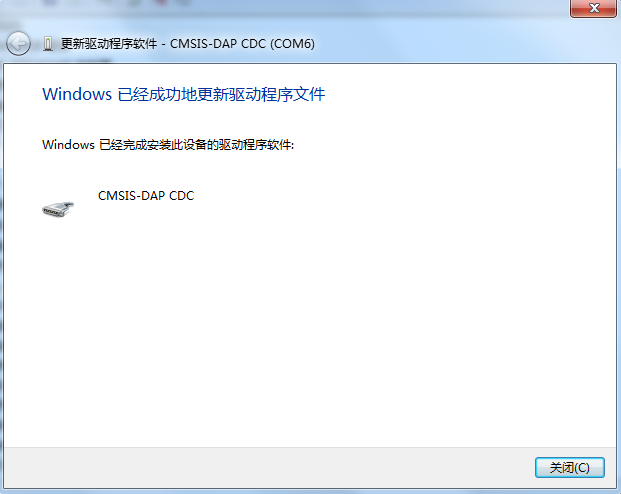 更新驱动程序软件 - CMSIS-DAP CDC (COM6)
Windows 已经成功地更新驱动程序文件
Windows 已经完成安装此设备的驱动程序软件:
CMSIS-DAP CDC
关闭(C)